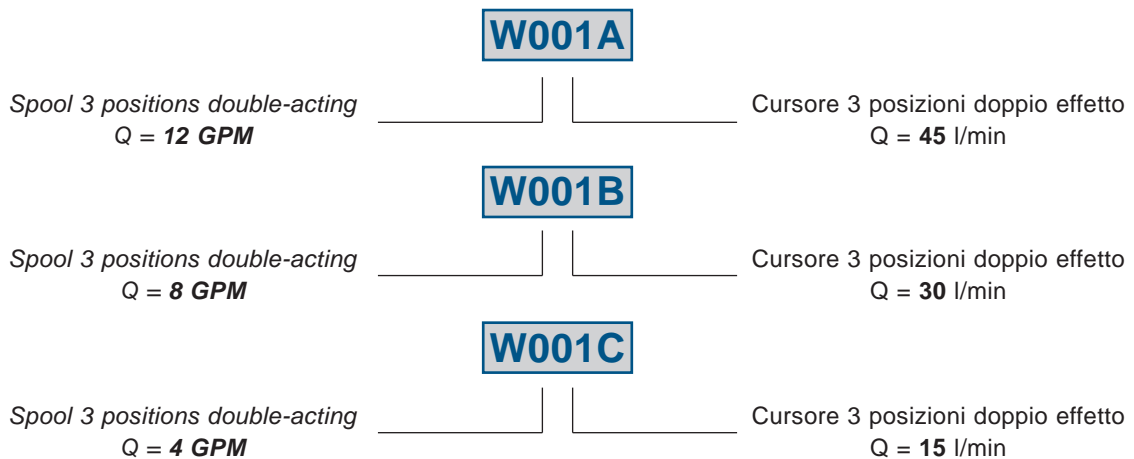 W001A
Spool 3 positions double-acting
Q = 12 GPM
Cursore 3 posizioni doppio effetto
Q = 45 l/min
W001B
Spool 3 positions double-acting
Q = 8 GPM
Cursore 3 posizioni doppio effetto
Q = 30 l/min
W001C
Spool 3 positions double-acting
Q = 4 GPM
Cursore 3 posizioni doppio effetto
Q = 15 l/min